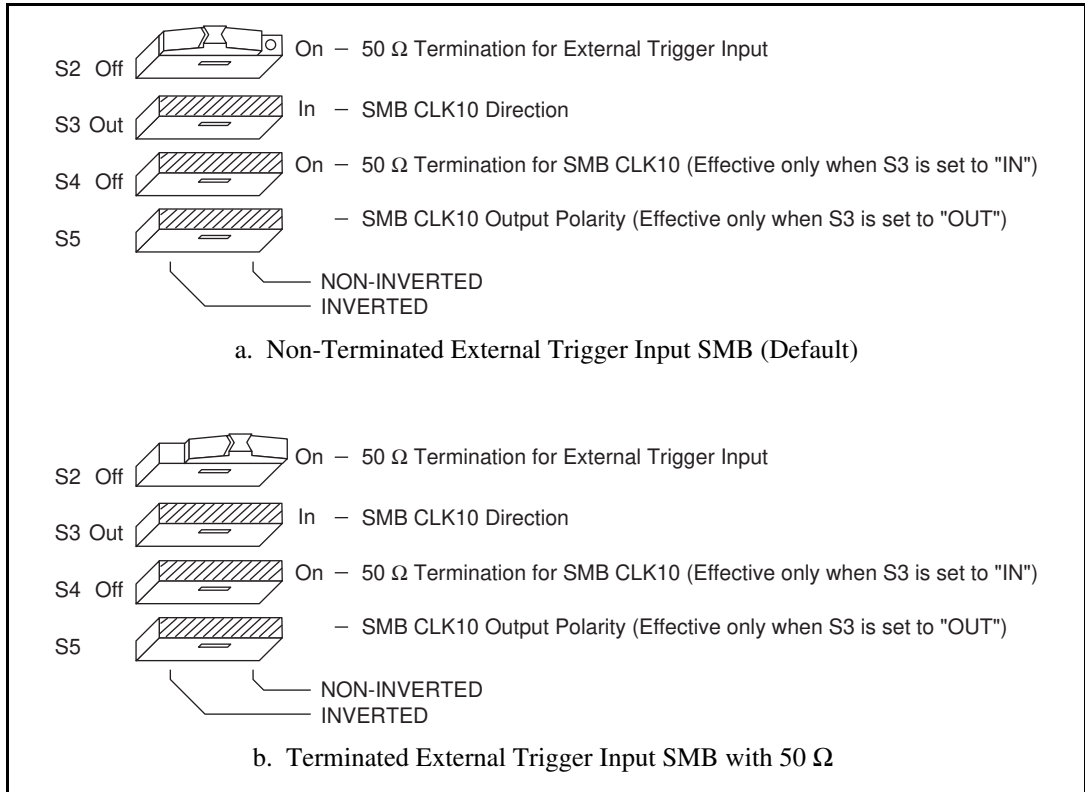 S2 Off On – 50 Ω Termination for External Trigger Input
S3 Out In – SMB CLK10 Direction
S4 Off On – 50 Ω Termination for SMB CLK10 (Effective only when S3 is set to "IN")
S5 – SMB CLK10 Output Polarity (Effective only when S3 is set to "OUT")
NON-INVERTED
INVERTED
a. Non-Terminated External Trigger Input SMB (Default)
S2 Off On – 50 Ω Termination for External Trigger Input
S3 Out In – SMB CLK10 Direction
S4 Off On – 50 Ω Termination for SMB CLK10 (Effective only when S3 is set to "IN")
S5 – SMB CLK10 Output Polarity (Effective only when S3 is set to "OUT")
NON-INVERTED
INVERTED
b. Terminated External Trigger Input SMB with 50 Ω